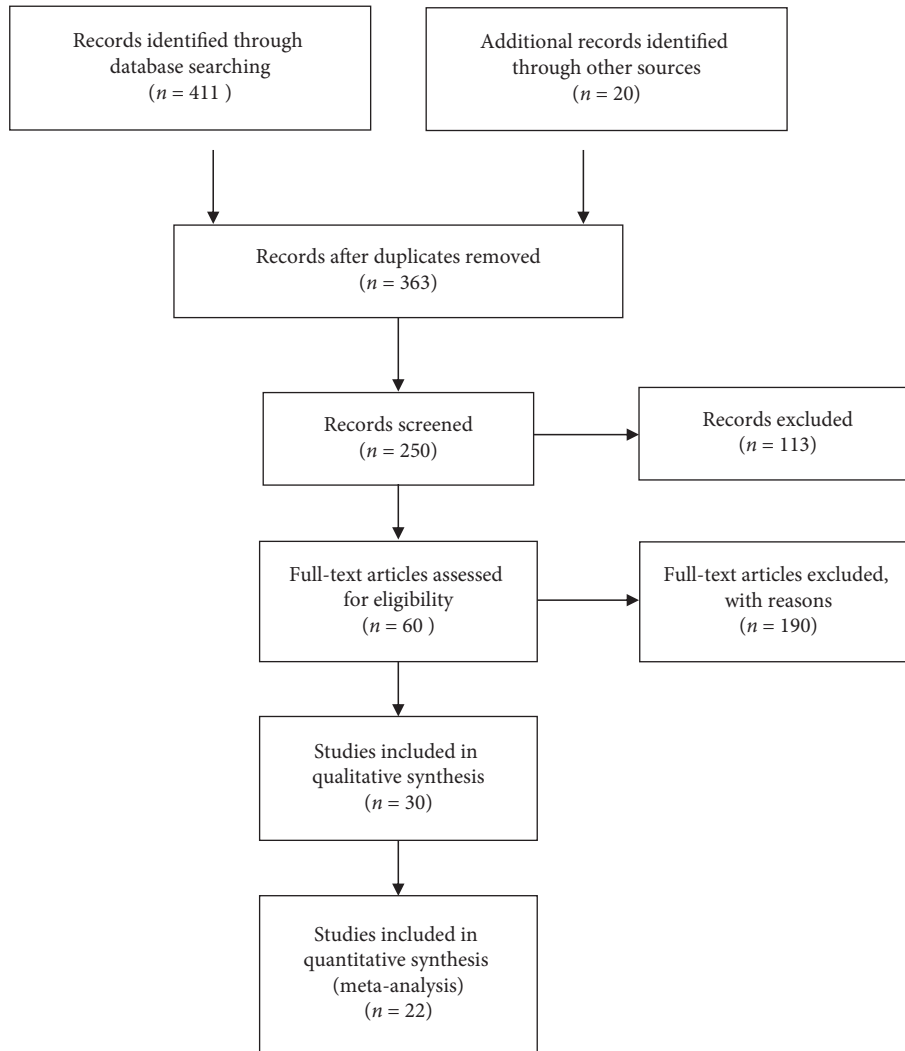 Records identified through
database searching
(n = 411 )
Additional records identified
through other sources
(n = 20)
Records after duplicates removed
(n = 363)
Records screened
(n = 250)
Records excluded
(n = 113)
Full-text articles assessed
for eligibility
(n = 60 )
Full-text articles excluded,
with reasons
(n = 190)
Studies included in
qualitative synthesis
(n = 30)
Studies included in
quantitative synthesis
(meta-analysis)
(n = 22)